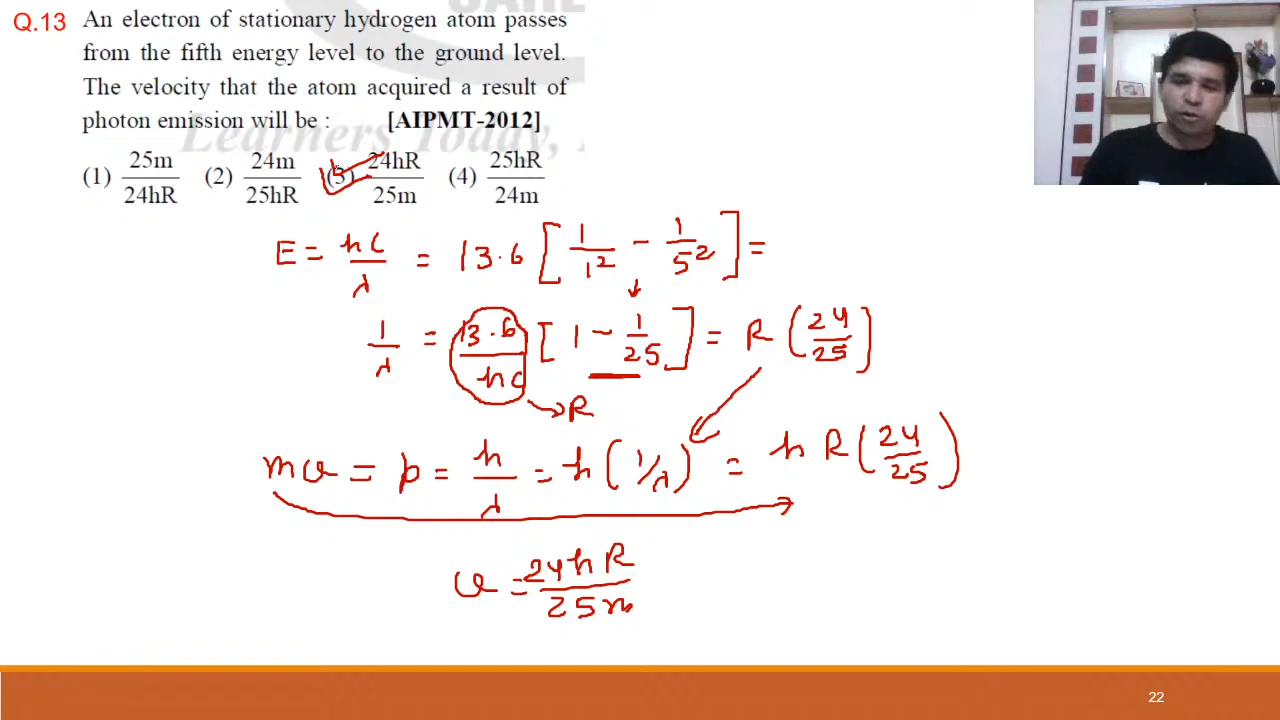 Q.13 An electron of stationary hydrogen atom passes
from the fifth energy level to the ground level.
The velocity that the atom acquired a result of
photon emission will be : [AIPMT-2012]
(1) 25m/24hR (2) 24m/25hR (3) 24hR/25m (4) 25hR/24m
E = hc/λ = 13.6 [1/1² - 1/5²] =
1/λ = 13.6/hc [1 - 1/25] = R (24/25)
→ R
mv = p = h/λ = h (1/λ) = h R (24/25)
v = 24hR/25m
Learners Today,
22